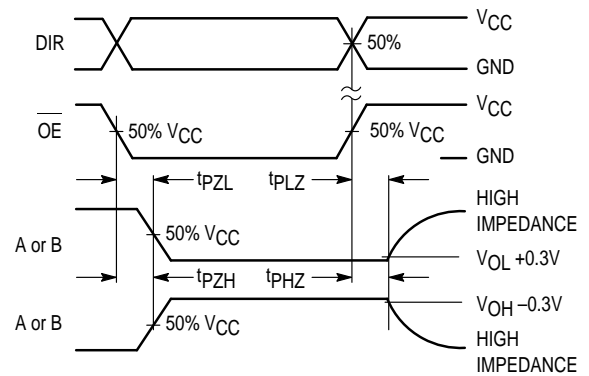 VCC
DIR
50%
GND
VCC
OE
50% VCC
50% VCC
GND
tPZL
tPLZ
HIGH
IMPEDANCE
A or B
50% VCC
VOL +0.3V
tPZH
tPHZ
VOH –0.3V
A or B
50% VCC
HIGH
IMPEDANCE